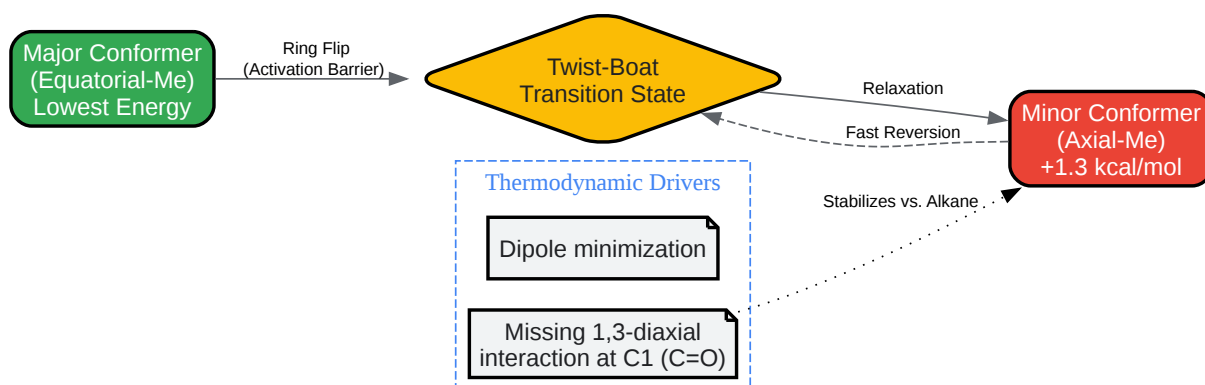 Major Conformer
(Equatorial-Me)
Lowest Energy
Ring Flip
(Activation Barrier)
Twist-Boat
Transition State
Relaxation
Fast Reversion
Minor Conformer
(Axial-Me)
+1.3 kcal/mol
Thermodynamic Drivers
Stabilizes vs. Alkane
Dipole minimization
Missing 1,3-diaxial
interaction at C1 (C=O)